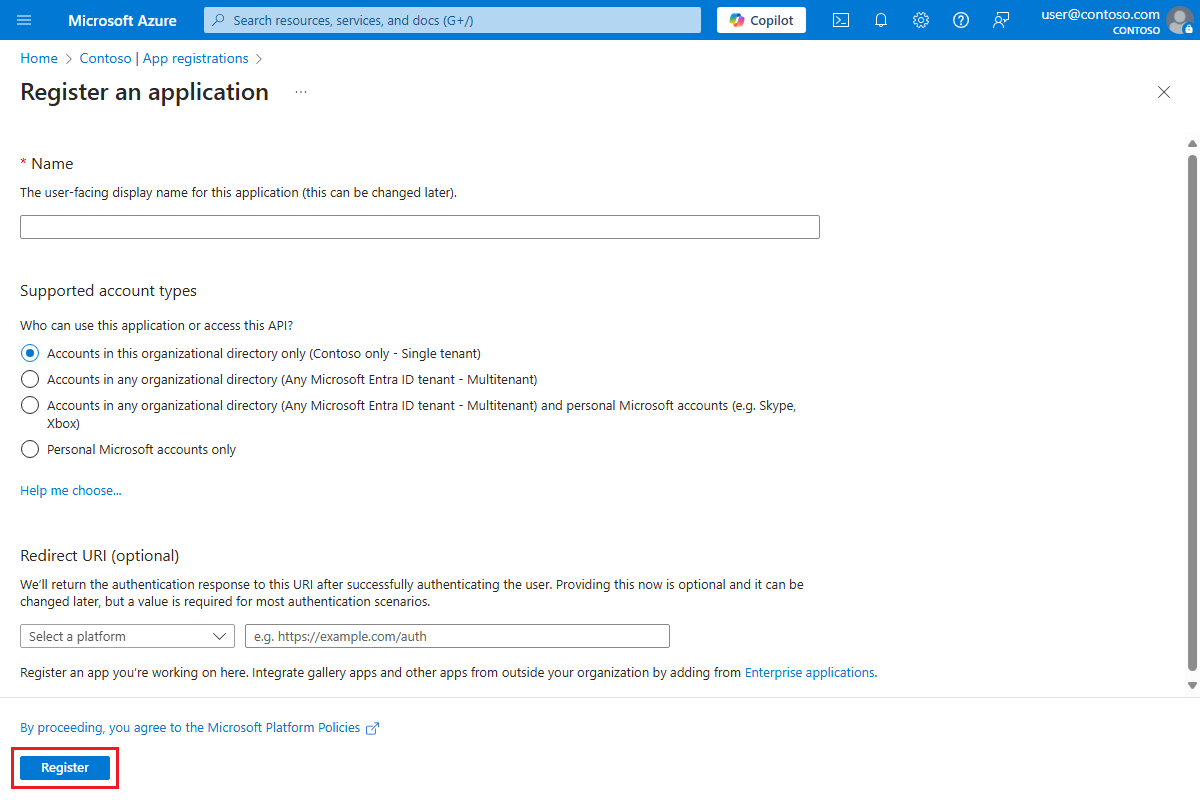 Microsoft Azure
Search resources, services, and docs (G+/)
Copilot
user@contoso.com
CONTOSO
Home > Contoso | App registrations >
Register an application ...
* Name
The user-facing display name for this application (this can be changed later).
Supported account types
Who can use this application or access this API?
Accounts in this organizational directory only (Contoso only - Single tenant)
Accounts in any organizational directory (Any Microsoft Entra ID tenant - Multitenant)
Accounts in any organizational directory (Any Microsoft Entra ID tenant - Multitenant) and personal Microsoft accounts (e.g. Skype,
Xbox)
Personal Microsoft accounts only
Help me choose...
Redirect URI (optional)
We'll return the authentication response to this URI after successfully authenticating the user. Providing this now is optional and it can be
changed later, but a value is required for most authentication scenarios.
Select a platform
e.g. https://example.com/auth
Register an app you're working on here. Integrate gallery apps and other apps from outside your organization by adding from Enterprise applications.
By proceeding, you agree to the Microsoft Platform Policies
Register